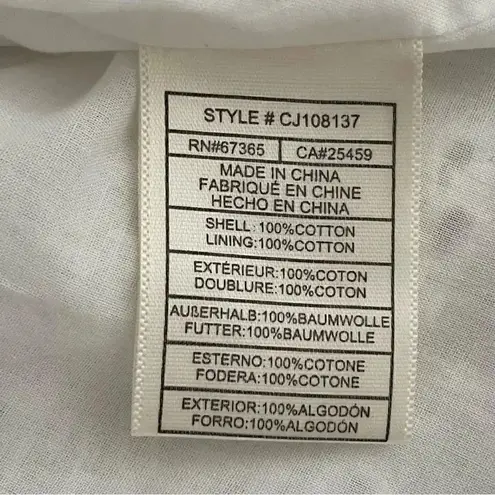 STYLE # CJ108137
RN#67365 CA#25459
MADE IN CHINA
FABRIQUÉ EN CHINE
HECHO EN CHINA
SHELL:100%COTTON
LINING:100%COTTON
EXTÉRIEUR:100%COTON
DOUBLURE:100%COTON
AUßERHALB:100%BAUMWOLLE
FUTTER:100%BAUMWOLLE
ESTERNO:100%COTONE
FODERA:100%COTONE
EXTERIOR:100%ALGODÓN
FORRO:100%ALGODÓN